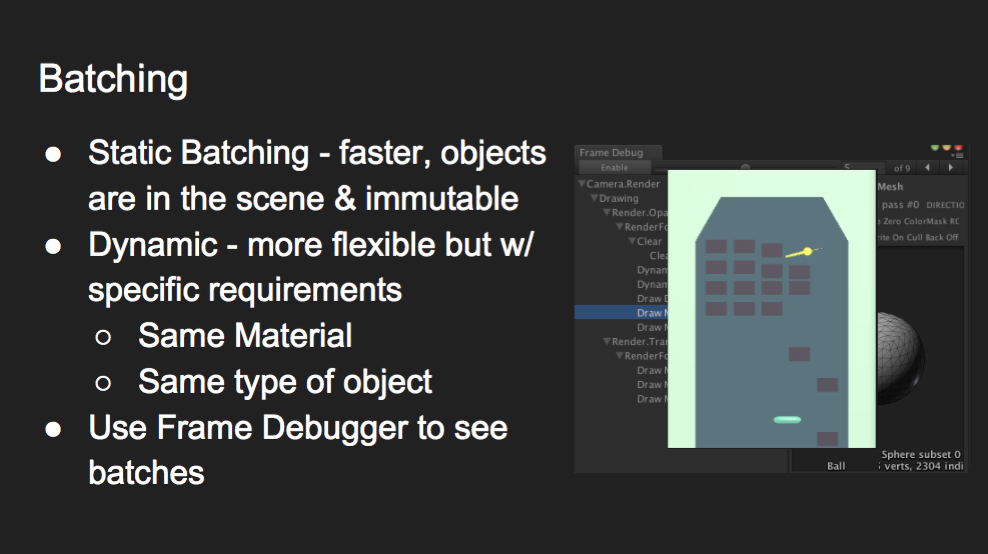 Batching
● Static Batching - faster, objects
are in the scene & immutable
● Dynamic - more flexible but w/
specific requirements
○ Same Material
○ Same type of object
● Use Frame Debugger to see
batches
Frame Debug
Enable
5
of 9
Camera.Render
Drawing
Render.Opa
RenderFo
Clear
Clea
Dynam
Dynam
Draw D
Draw M
Draw M
Render.Tra
RenderFo
Draw M
Draw M
Draw M
Mesh
pass #0 DIRECTIO
Zero ColorMask RG
On Cull Back Off
Sphere subset 0
Ball
verts, 2304 indi